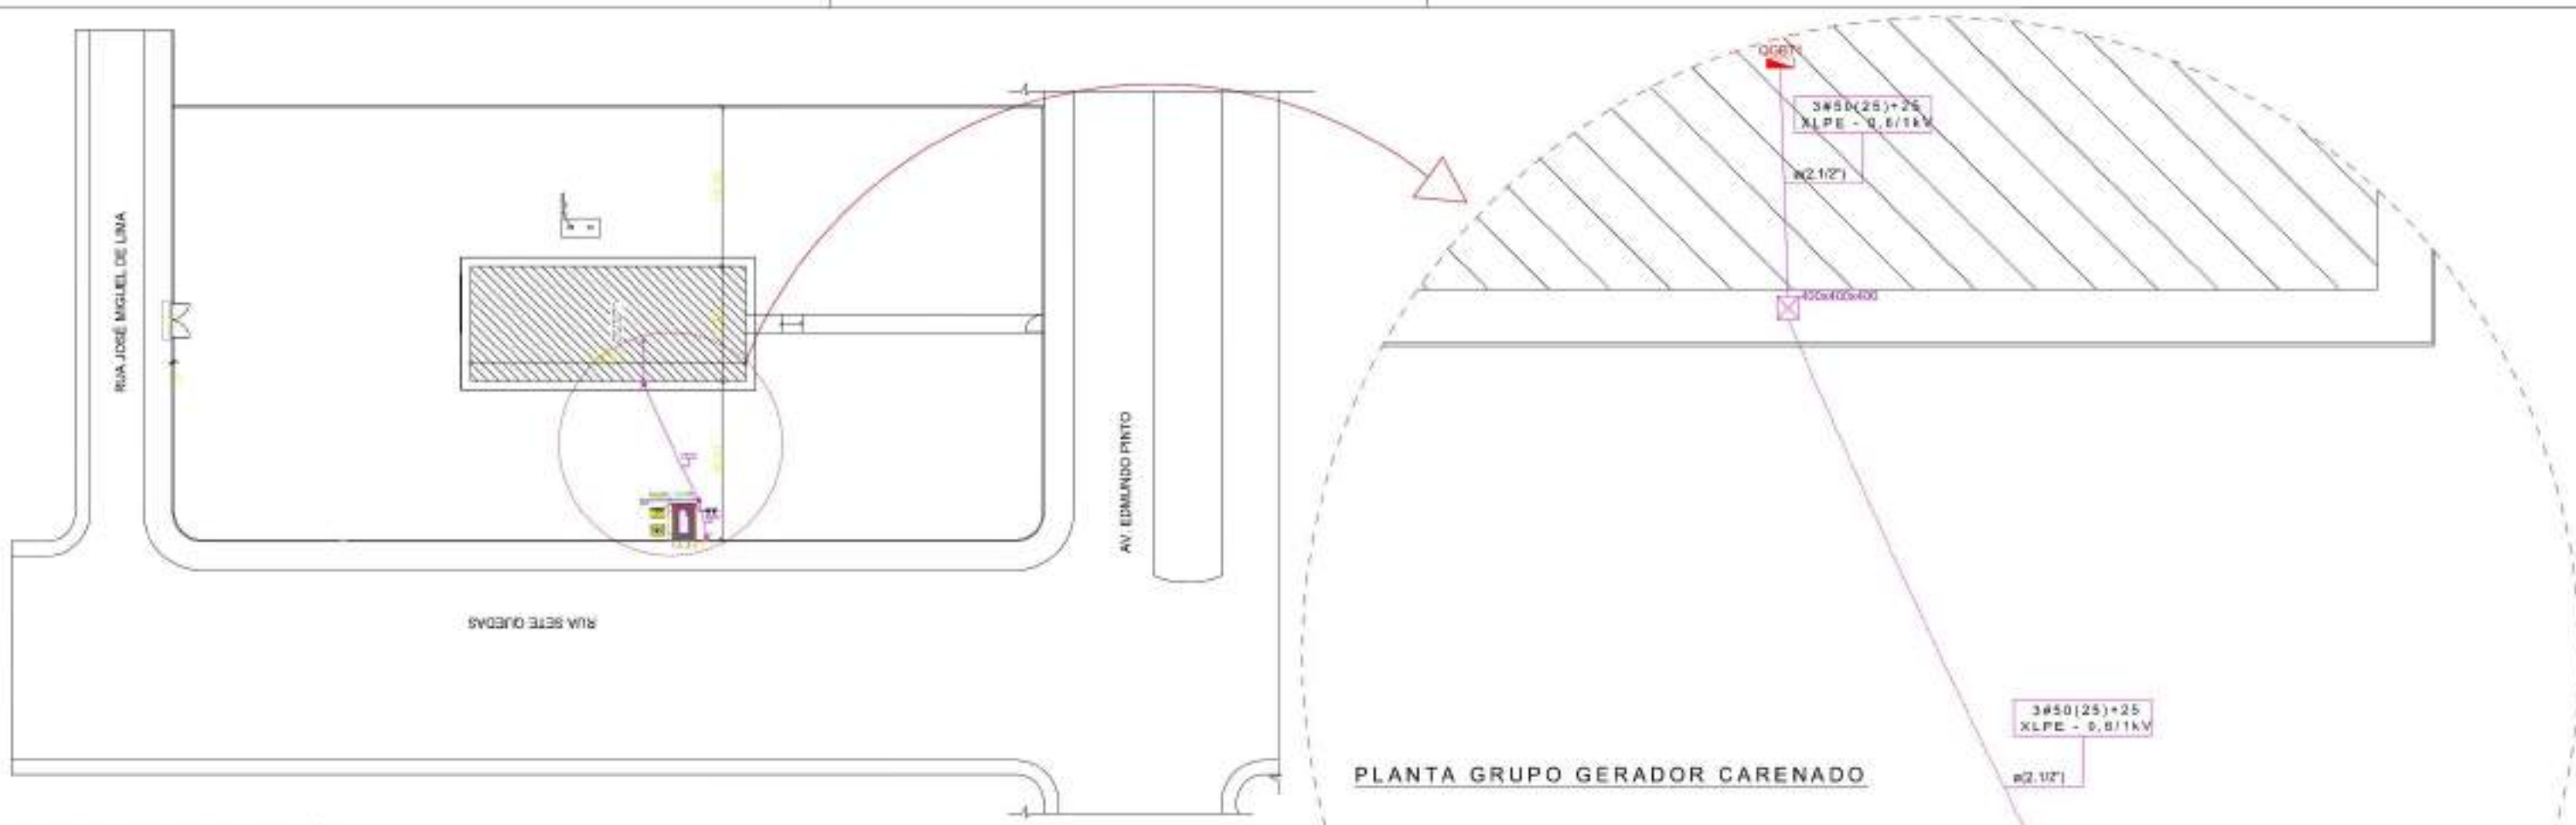 RUA JOSÉ MIGUEL DE LIMA
RUA SETE QUEDAS
AV. EDMUNDO PINTO
QGBT1
3#50(25)+25
XLPE - 0,6/1kV
ø(2.1/2")
400x400x400
3#50(25)+25
XLPE - 0,6/1kV
ø(2.1/2")
PLANTA GRUPO GERADOR CARENADO